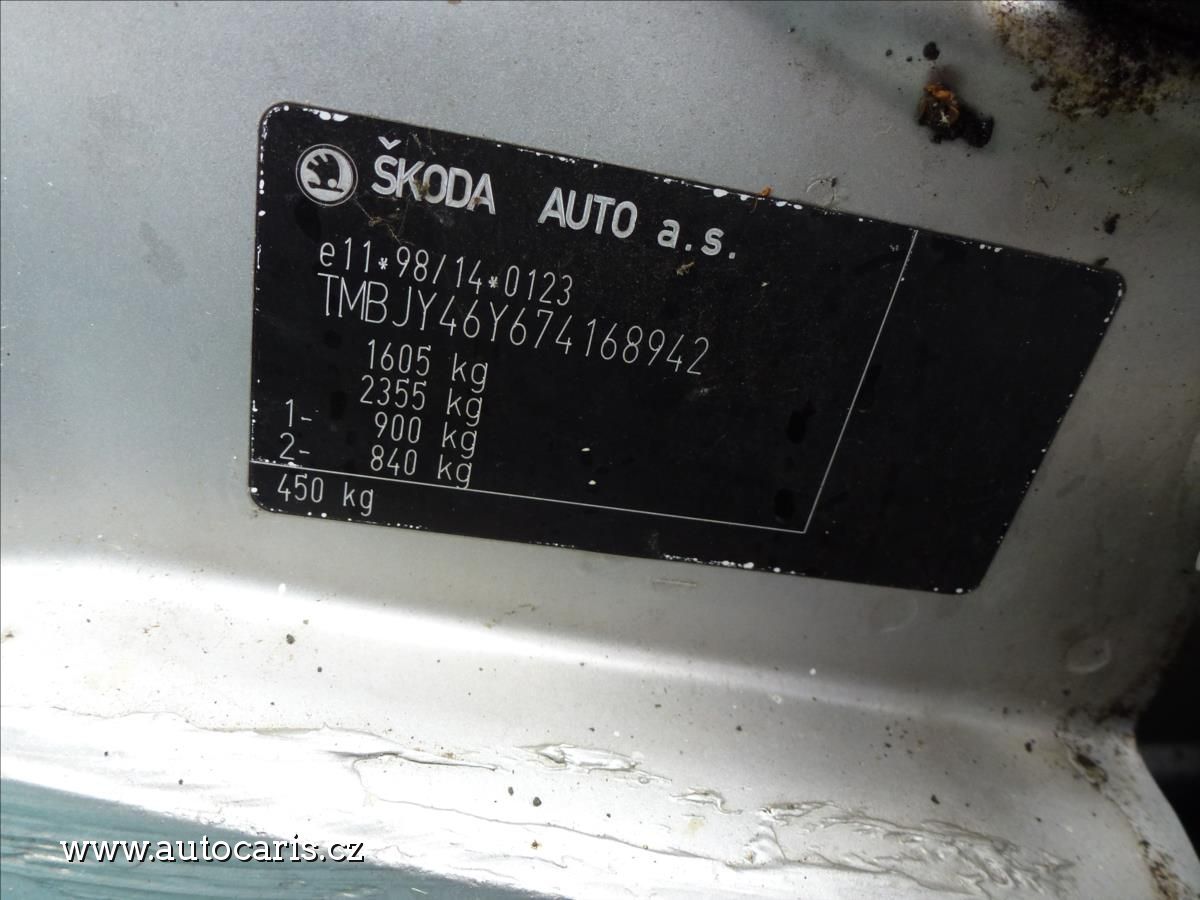 ŠKODA AUTO a.s.
e11*98/14*0123
TMBJY46Y674168942
1605 kg
2355 kg
1- 900 kg
2- 840 kg
450 kg
www.autocaris.cz